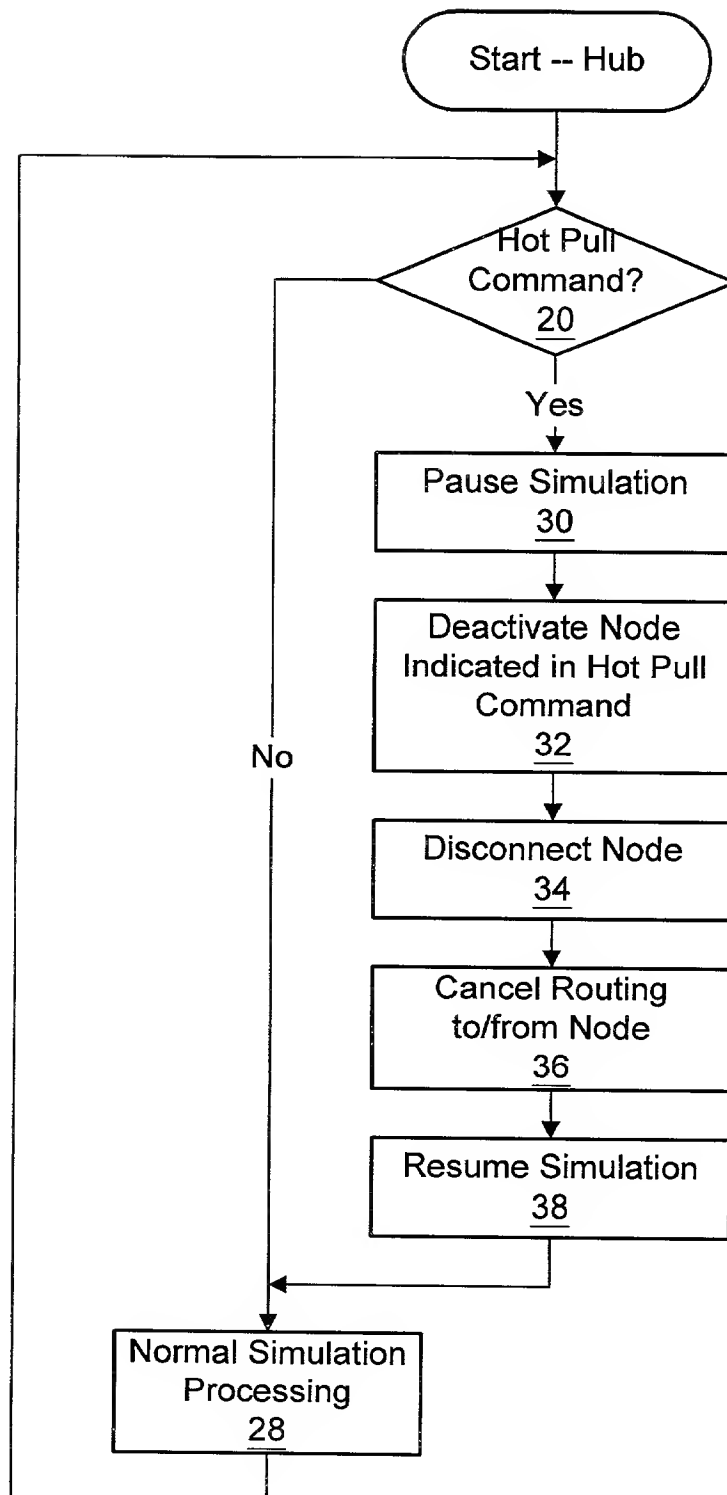 Start -- Hub
Hot Pull
Command?
20
Yes
Pause Simulation
30
Deactivate Node
Indicated in Hot Pull
Command
32
No
Disconnect Node
34
Cancel Routing
to/from Node
36
Resume Simulation
38
Normal Simulation
Processing
28